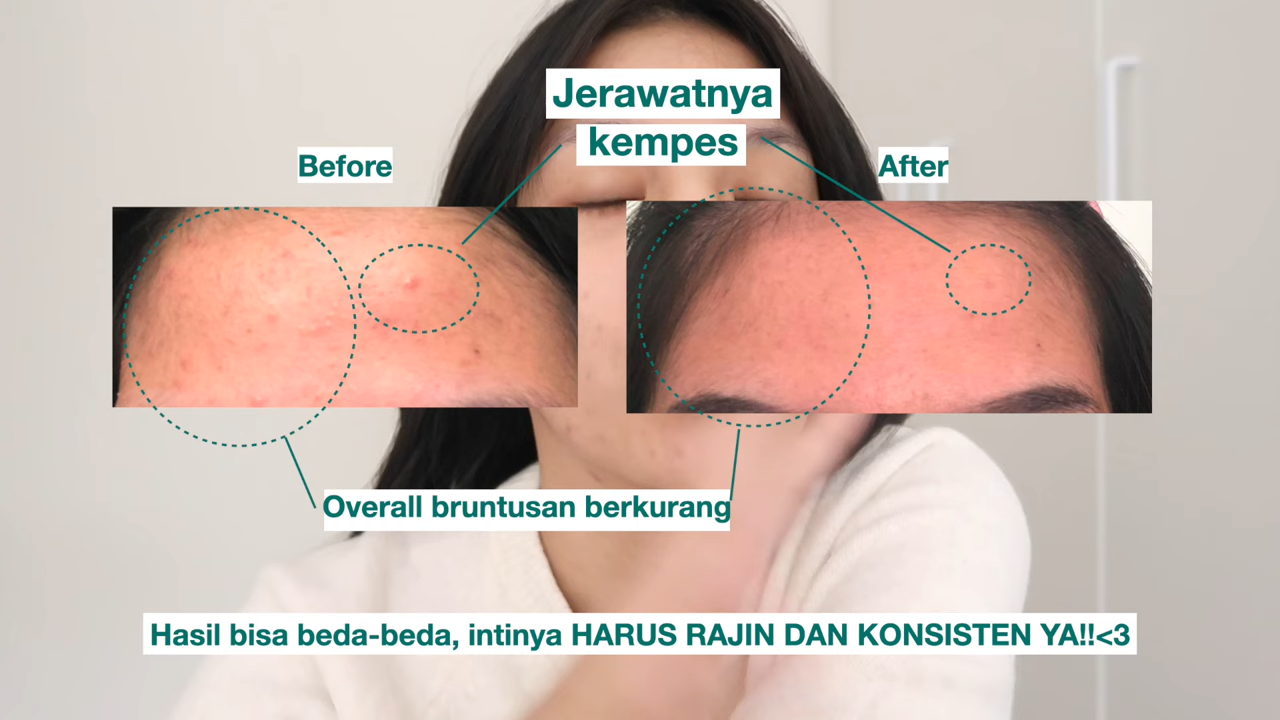 Jerawatnya
kempes
Before
After
Overall bruntusan berkurang
Hasil bisa beda-beda, intinya HARUS RAJIN DAN KONSISTEN YA!!<3